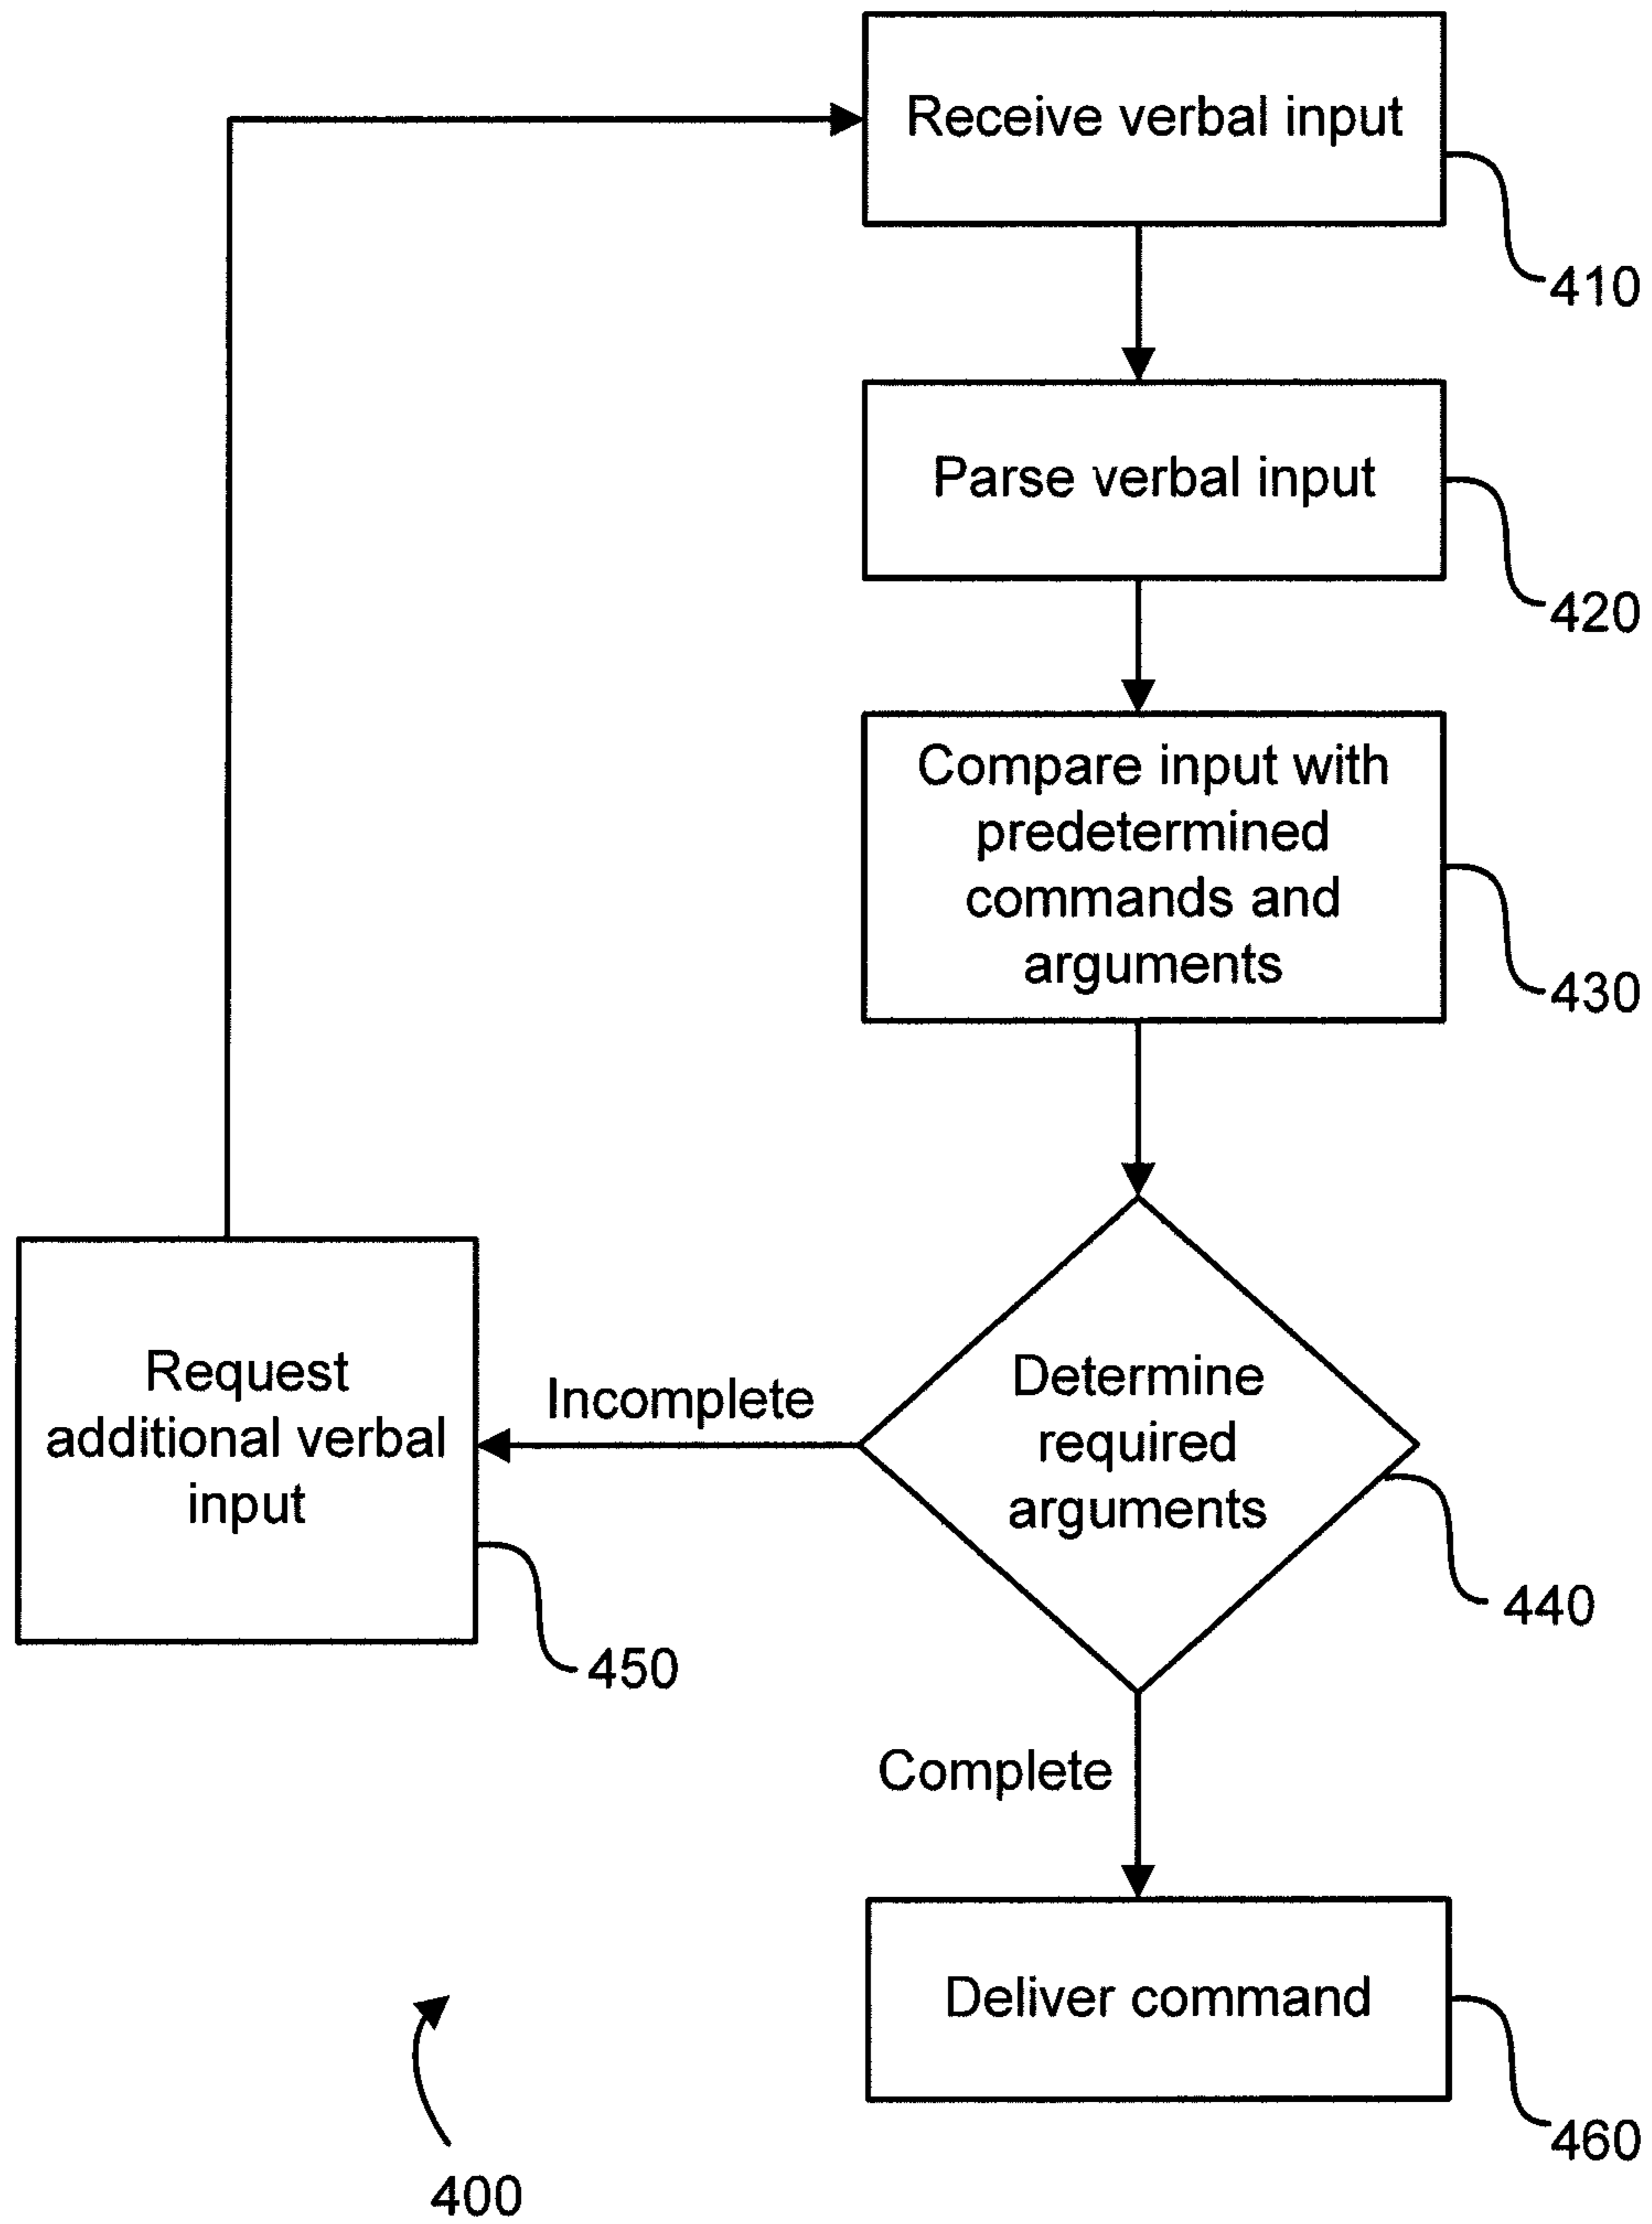 Receive verbal input
410
Parse verbal input
420
Compare input with
predetermined
commands and
arguments
430
Determine
required
arguments
440
Incomplete
Request
additional verbal
input
450
Complete
Deliver command
460
400